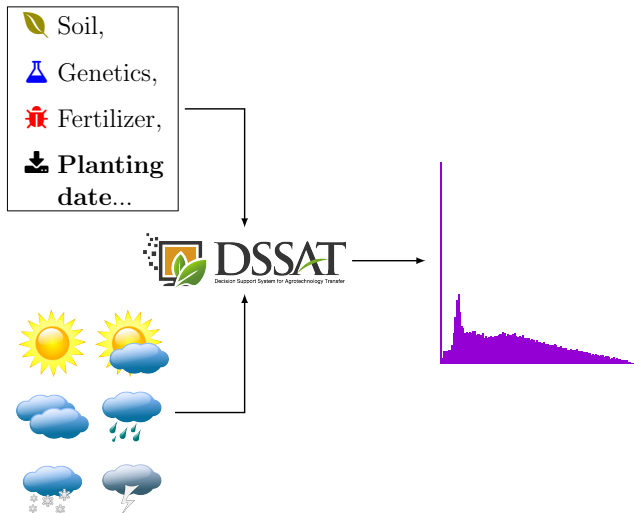 Soil,
Genetics,
Fertilizer,
Planting
date...
DSSAT
Decision Support System for Agrotechnology Transfer